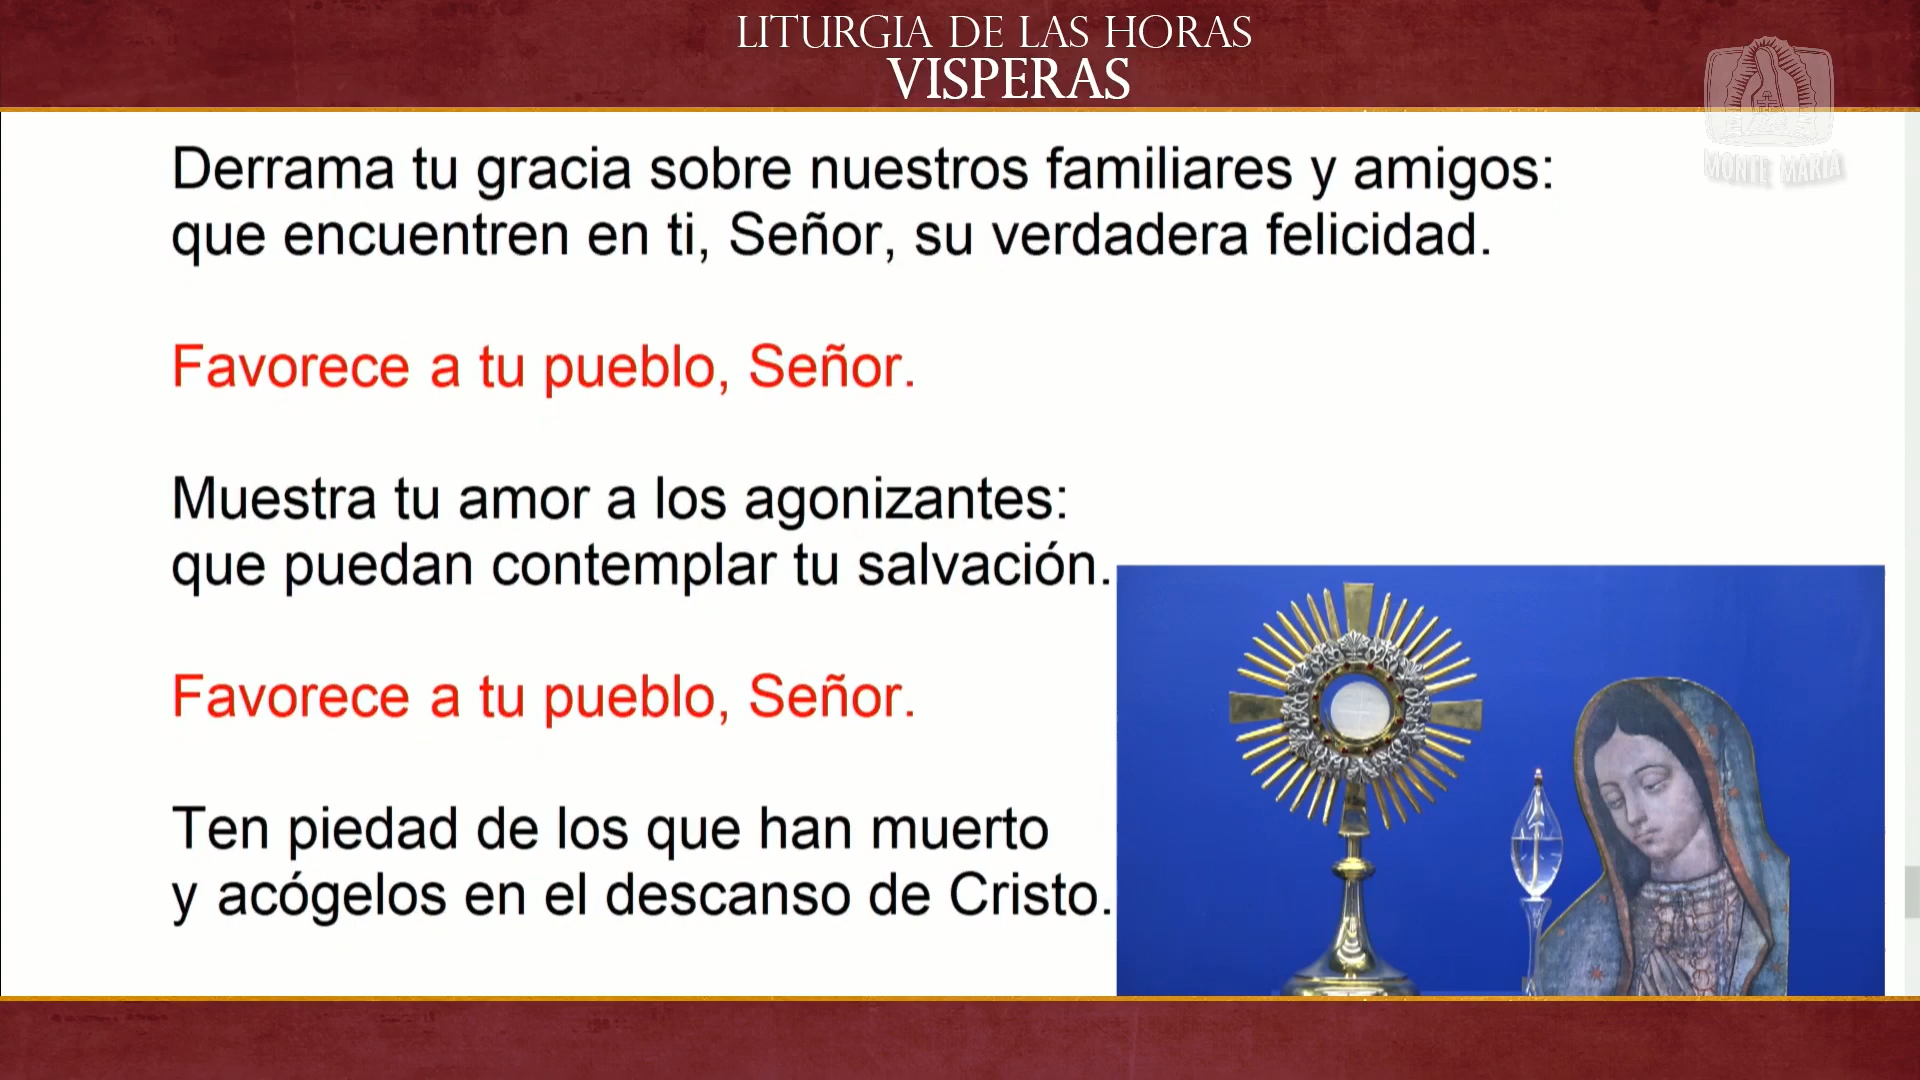 LITURGIA DE LAS HORAS
VISPERAS
MONTE MARIA
Derrama tu gracia sobre nuestros familiares y amigos:
que encuentren en ti, Señor, su verdadera felicidad.
Favorece a tu pueblo, Señor.
Muestra tu amor a los agonizantes:
que puedan contemplar tu salvación.
Favorece a tu pueblo, Señor.
Ten piedad de los que han muerto
y acógelos en el descanso de Cristo.